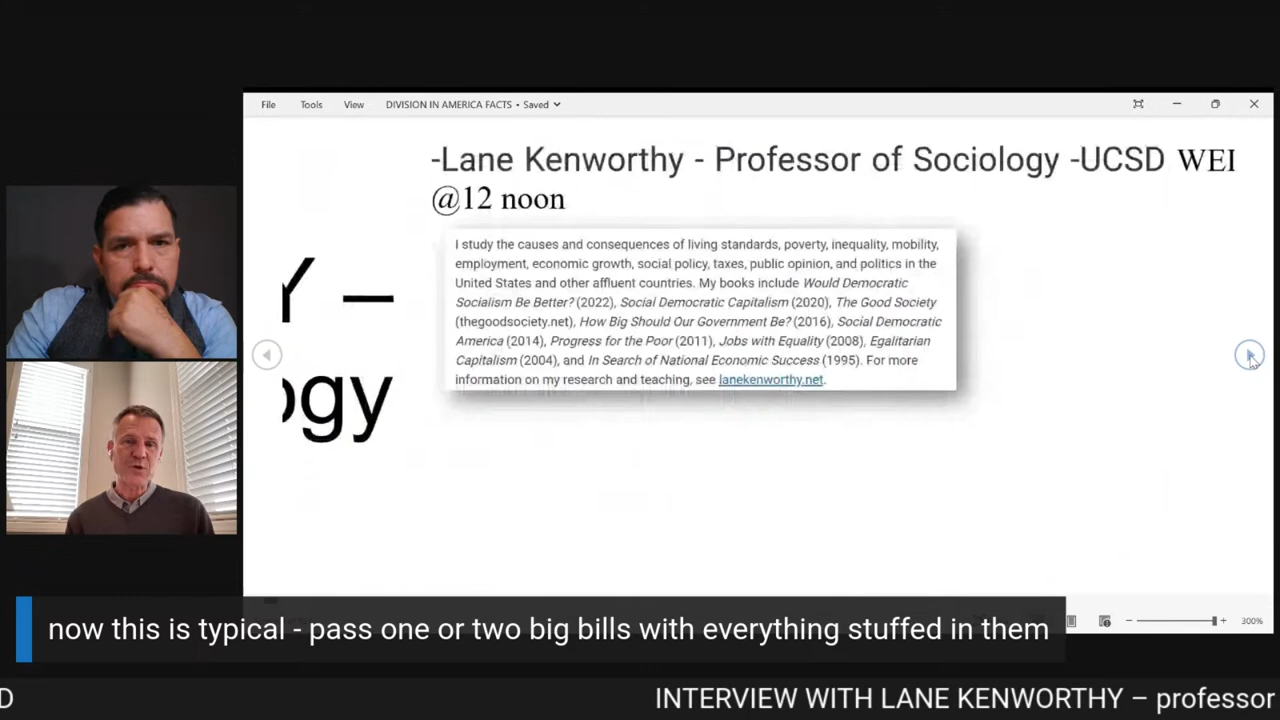 File Tools View DIVISION IN AMERICA FACTS • Saved
-Lane Kenworthy - Professor of Sociology -UCSD WEI
@12 noon
I study the causes and consequences of living standards, poverty, inequality, mobility,
employment, economic growth, social policy, taxes, public opinion, and politics in the
United States and other affluent countries. My books include Would Democratic
Socialism Be Better? (2022), Social Democratic Capitalism (2020), The Good Society
(thegoodsociety.net), How Big Should Our Government Be? (2016), Social Democratic
America (2014), Progress for the Poor (2011), Jobs with Equality (2008), Egalitarian
Capitalism (2004), and In Search of National Economic Success (1995). For more
information on my research and teaching, see lanekenworthy.net.
Y –
ogy
300%
now this is typical - pass one or two big bills with everything stuffed in them
D INTERVIEW WITH LANE KENWORTHY – professor